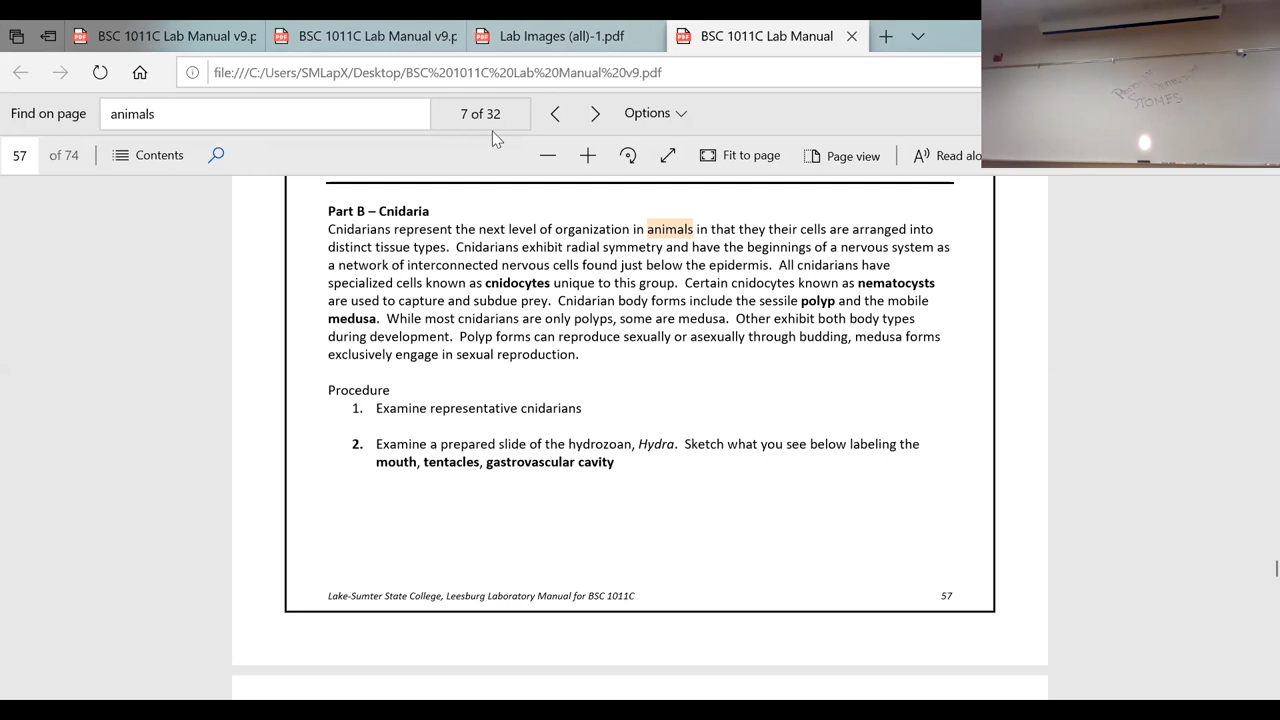 BSC 1011C Lab Manual v9.p
BSC 1011C Lab Manual v9.p
Lab Images (all)-1.pdf
BSC 1011C Lab Manual
file:///C:/Users/SMLapX/Desktop/BSC%201011C%20Lab%20Manual%20v9.pdf
Find on page
animals
7 of 32
Options
57 of 74
Contents
Fit to page
Page view
Read alo
Part B – Cnidaria
Cnidarians represent the next level of organization in animals in that they their cells are arranged into
distinct tissue types. Cnidarians exhibit radial symmetry and have the beginnings of a nervous system as
a network of interconnected nervous cells found just below the epidermis. All cnidarians have
specialized cells known as cnidocytes unique to this group. Certain cnidocytes known as nematocysts
are used to capture and subdue prey. Cnidarian body forms include the sessile polyp and the mobile
medusa. While most cnidarians are only polyps, some are medusa. Other exhibit both body types
during development. Polyp forms can reproduce sexually or asexually through budding, medusa forms
exclusively engage in sexual reproduction.
Procedure
1. Examine representative cnidarians
2. Examine a prepared slide of the hydrozoan, Hydra. Sketch what you see below labeling the
mouth, tentacles, gastrovascular cavity
Lake-Sumter State College, Leesburg Laboratory Manual for BSC 1011C
57